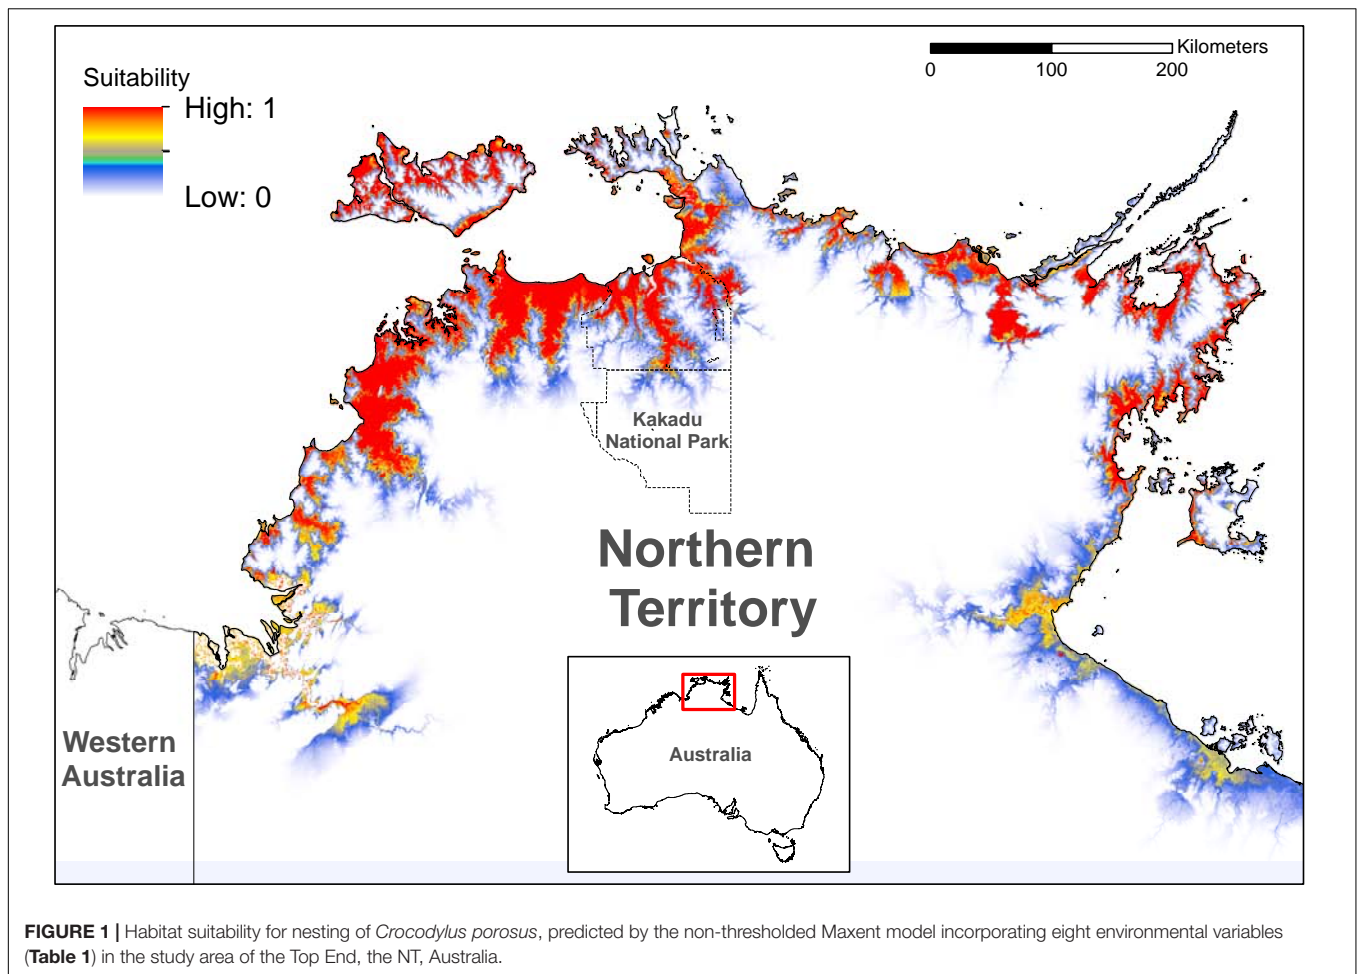 Suitability
High: 1
Low: 0
Kilometers
0 100 200
Kakadu
National Park
Northern
Territory
Western
Australia
Australia
FIGURE 1 | Habitat suitability for nesting of Crocodylus porosus, predicted by the non-thresholded Maxent model incorporating eight environmental variables
(Table 1) in the study area of the Top End, the NT, Australia.